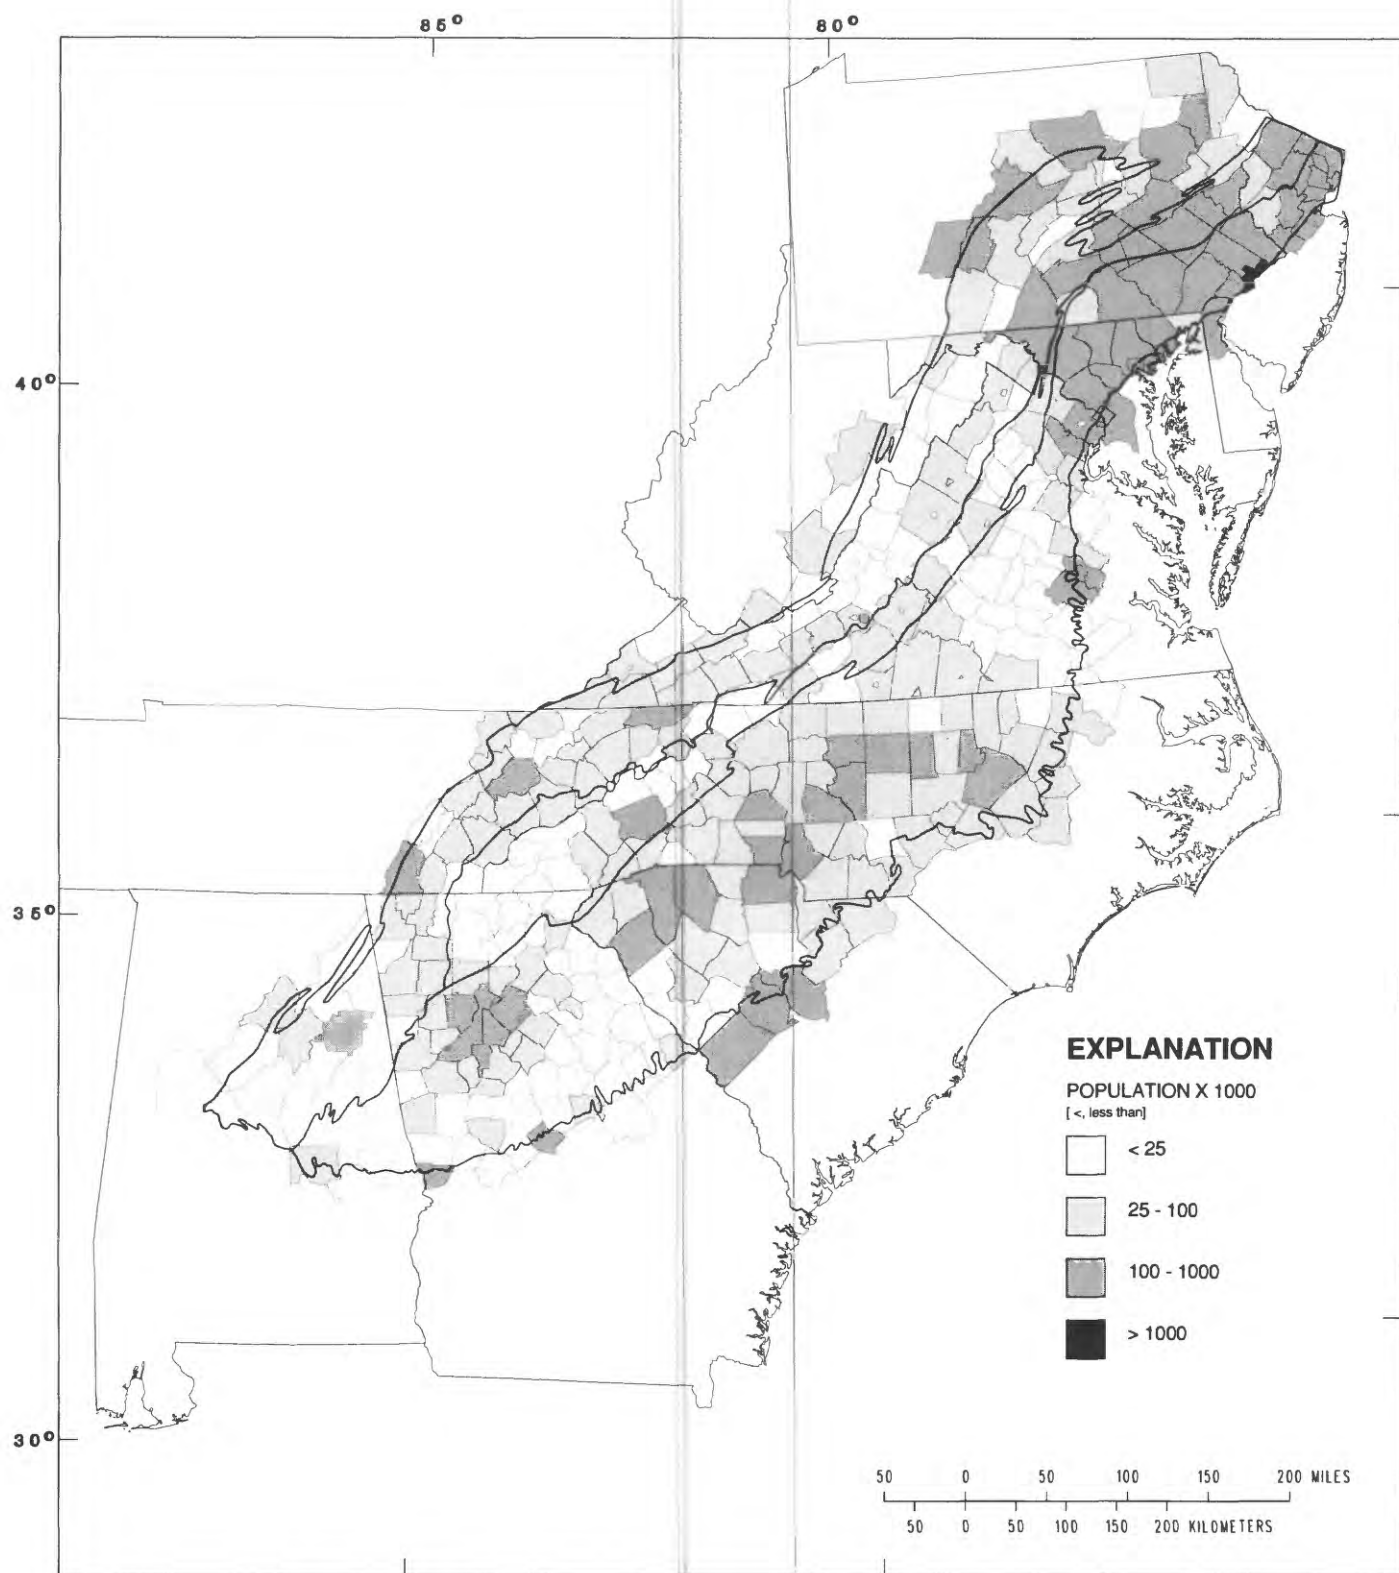 85° 80°
40°
35°
30°
EXPLANATION
POPULATION X 1000
[ <, less than]
< 25
25 - 100
100 - 1000
> 1000
50 0 50 100 150 200 MILES
50 0 50 100 150 200 KILOMETERS